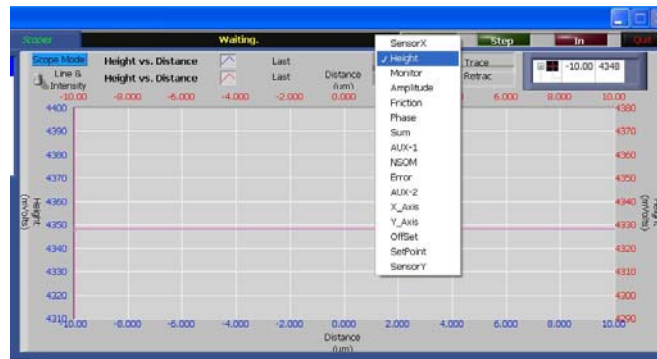 Scopes Waiting. Step In Quit
Scope Mode Height vs. Distance Last Trace -10.00 4348
Line & Intensity Height vs. Distance Last Distance (um) Retrac
-10.00 -8.000 -6.000 -4.000 -2.000 0.000 6.000 8.000 10.00
SensorX
Height
Monitor
Amplitude
Friction
Phase
Sum
AUX-1
NSOM
Error
AUX-2
X_Axis
Y_Axis
OffSet
SetPoint
SensorY
Height (mVolts)
4400
4390
4380
4370
4360
4350
4340
4330
4320
4310
4380
4370
4360
4350
4340
4330
4320
4310
4300
4290
Height (mVolts)
-10.00 -8.000 -6.000 -4.000 -2.000 0.000 2.000 4.000 6.000 8.000 10.00
Distance
(um)